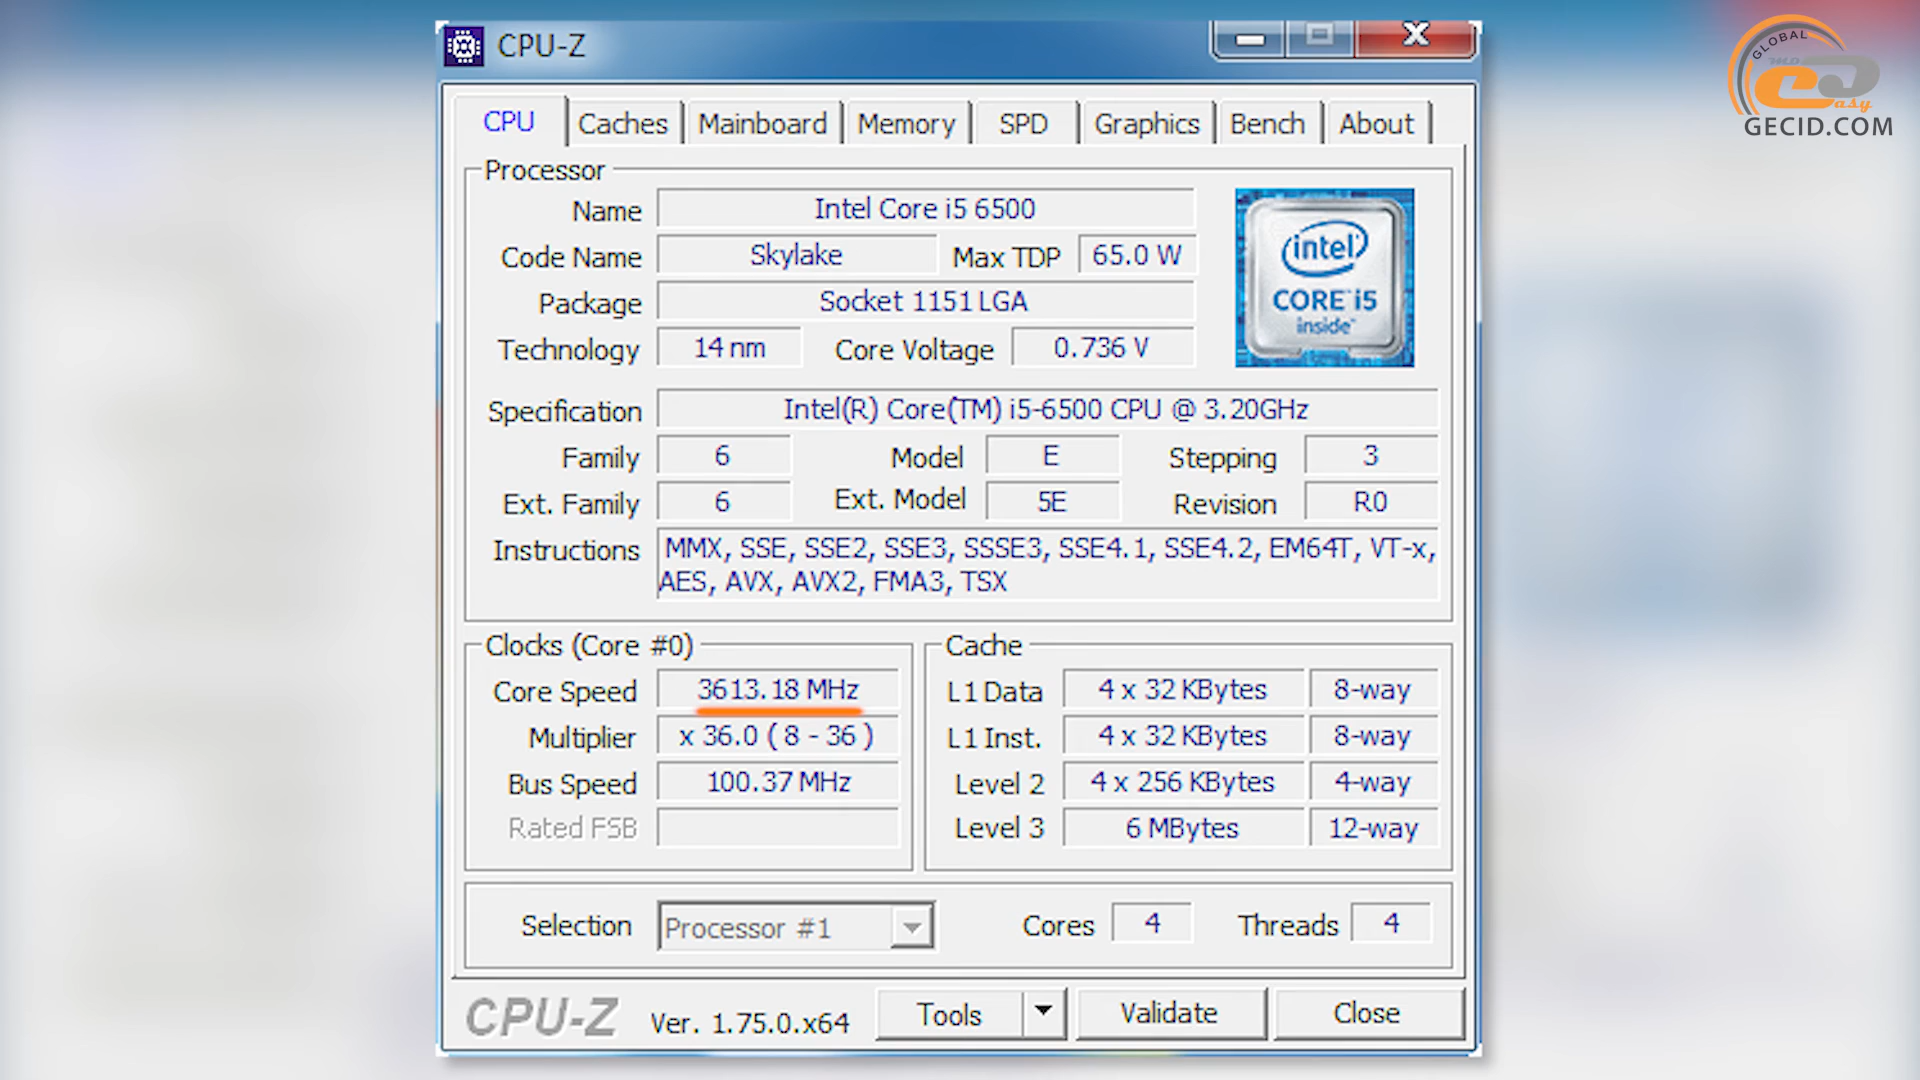 CPU-Z
GLOBAL
easy
GECID.COM
CPU Caches Mainboard Memory SPD Graphics Bench About
Processor
Name Intel Core i5 6500
Code Name Skylake Max TDP 65.0 W
Package Socket 1151 LGA
Technology 14 nm Core Voltage 0.736 V
intel
CORE i5
inside™
Specification Intel(R) Core(TM) i5-6500 CPU @ 3.20GHz
Family 6 Model E Stepping 3
Ext. Family 6 Ext. Model 5E Revision R0
Instructions MMX, SSE, SSE2, SSE3, SSSE3, SSE4.1, SSE4.2, EM64T, VT-x,
AES, AVX, AVX2, FMA3, TSX
Clocks (Core #0)
Core Speed 3613.18 MHz
Multiplier x 36.0 ( 8 - 36 )
Bus Speed 100.37 MHz
Rated FSB
Cache
L1 Data 4 x 32 KBytes 8-way
L1 Inst. 4 x 32 KBytes 8-way
Level 2 4 x 256 KBytes 4-way
Level 3 6 MBytes 12-way
Selection Processor #1 Cores 4 Threads 4
CPU-Z Ver. 1.75.0.x64 Tools Validate Close